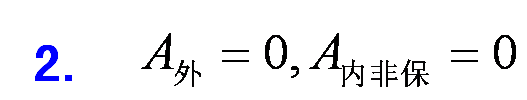 2. A外 = 0, A内非保 = 0